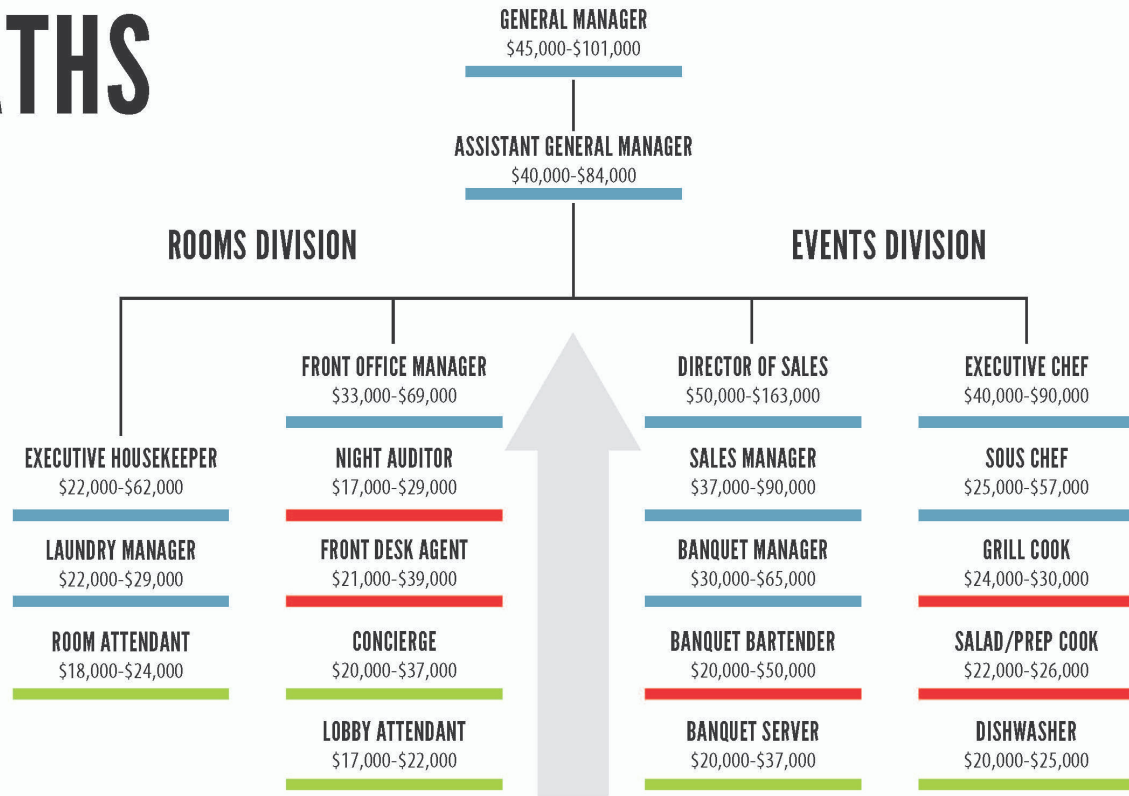 GENERAL MANAGER
$45,000-$101,000
ASSISTANT GENERAL MANAGER
$40,000-$84,000
ROOMS DIVISION
EVENTS DIVISION
EXECUTIVE HOUSEKEEPER
$22,000-$62,000
LAUNDRY MANAGER
$22,000-$29,000
ROOM ATTENDANT
$18,000-$24,000
FRONT OFFICE MANAGER
$33,000-$69,000
NIGHT AUDITOR
$17,000-$29,000
FRONT DESK AGENT
$21,000-$39,000
CONCIERGE
$20,000-$37,000
LOBBY ATTENDANT
$17,000-$22,000
DIRECTOR OF SALES
$50,000-$163,000
SALES MANAGER
$37,000-$90,000
BANQUET MANAGER
$30,000-$65,000
BANQUET BARTENDER
$20,000-$50,000
BANQUET SERVER
$20,000-$37,000
EXECUTIVE CHEF
$40,000-$90,000
SOUS CHEF
$25,000-$57,000
GRILL COOK
$24,000-$30,000
SALAD/PREP COOK
$22,000-$26,000
DISHWASHER
$20,000-$25,000